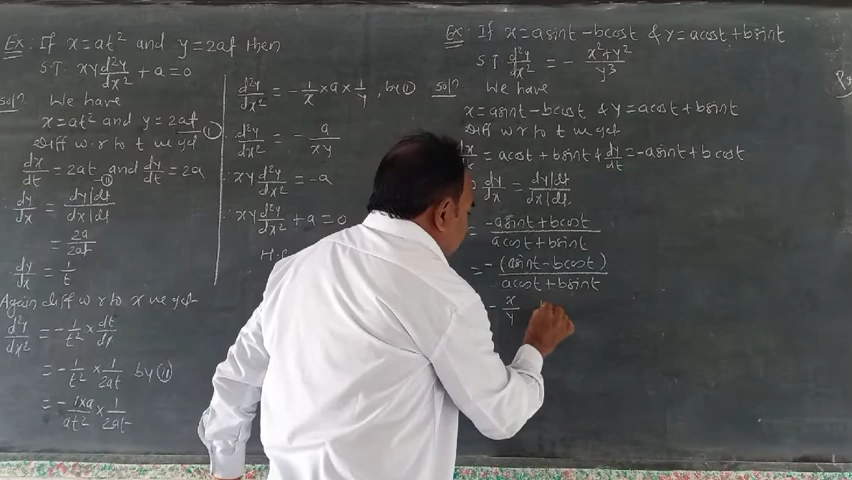 Ex: If x = at² and y = 2at then
S.T. xy d²y/dx² + a = 0
Solⁿ. We have
x = at² and y = 2at
(i)
Diff w.r to t we get
dx/dt = 2at and dy/dt = 2a
(ii)
dy/dx = dy/dt / dx/dt
= 2a/2at
dy/dx = 1/t
Again diff w r to x we get
d²y/dx² = -1/t² × dt/dx
= -1/t² × 1/2at by (ii)
= -1×a/at² × 1/2at
d²y/dx² = -1/x × a × 1/y, by (i)
∴ d²y/dx² = -a/xy
∴ xy d²y/dx² = -a
∴ xy d²y/dx² + a = 0
H.P
Ex: If x = asint - bcost & y = acost + bsint
S.T d²y/dx² = - x²+y²/y³
Solⁿ. We have
x = asint - bcost & y = acost + bsint
Diff w r to t we get
= acost + bsint & dy/dt = -asint + bcost
dy/dx = dy/dt / dx/dt
= -asint + bcost / acost + bsint
= -(asint - bcost) / acost + bsint
- x/y